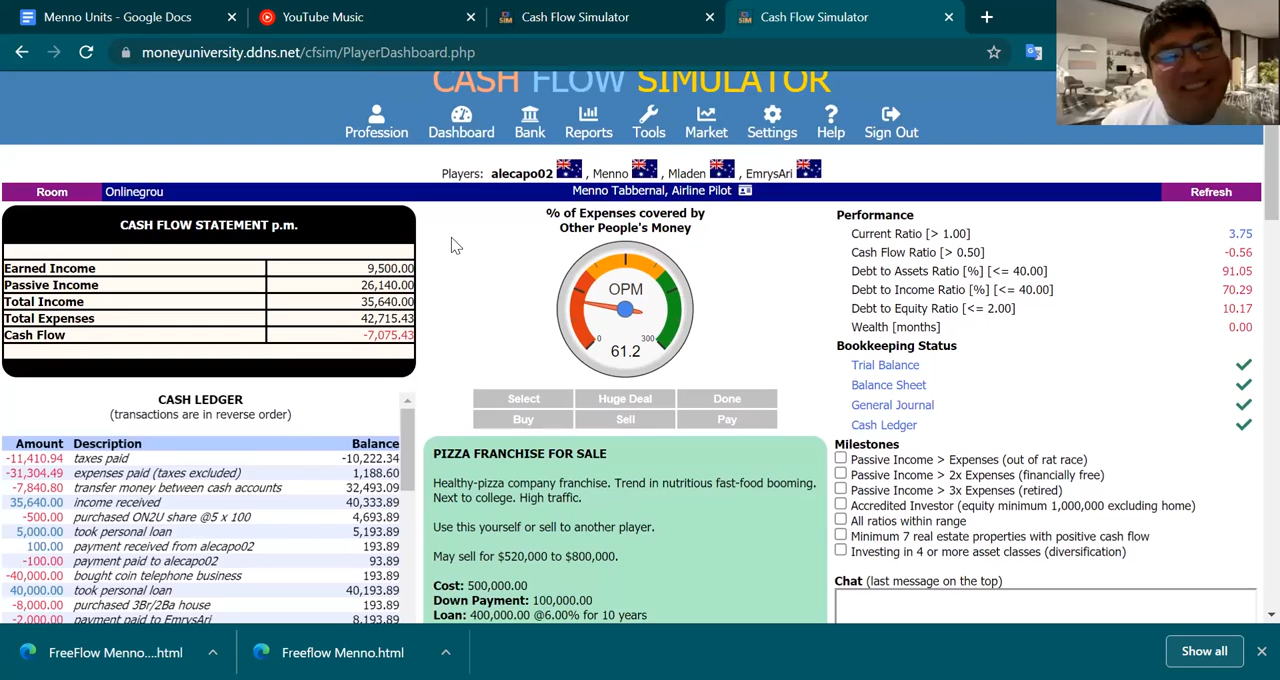 Menno Units - Google Docs
YouTube Music
Cash Flow Simulator
Cash Flow Simulator
moneyuniversity.ddns.net/cfsim/PlayerDashboard.php
CASH FLOW SIMULATOR
Profession Dashboard Bank Reports Tools Market Settings Help Sign Out
Players: alecapo02 , Menno , Mladen , EmrysAri
Room Onlinegrou Menno Tabbernal, Airline Pilot Refresh
CASH FLOW STATEMENT p.m.
Earned Income 9,500.00
Passive Income 26,140.00
Total Income 35,640.00
Total Expenses 42,715.43
Cash Flow -7,075.43
CASH LEDGER
(transactions are in reverse order)
Amount Description Balance
-11,410.94 taxes paid -10,222.34
-31,304.49 expenses paid (taxes excluded) 1,188.60
-7,840.80 transfer money between cash accounts 32,493.09
35,640.00 income received 40,333.89
-500.00 purchased ON2U share @5 x 100 4,693.89
5,000.00 took personal loan 5,193.89
100.00 payment received from alecapo02 193.89
-100.00 payment paid to alecapo02 93.89
-40,000.00 bought coin telephone business 193.89
40,000.00 took personal loan 40,193.89
-8,000.00 purchased 3Br/2Ba house 193.89
-2,000.00 payment paid to EmrysAri 8,193.89
% of Expenses covered by
Other People's Money
OPM
0 300
61.2
Select Huge Deal Done
Buy Sell Pay
PIZZA FRANCHISE FOR SALE
Healthy-pizza company franchise. Trend in nutritious fast-food booming.
Next to college. High traffic.
Use this yourself or sell to another player.
May sell for $520,000 to $800,000.
Cost: 500,000.00
Down Payment: 100,000.00
Loan: 400,000.00 @6.00% for 10 years
Performance
Current Ratio [> 1.00] 3.75
Cash Flow Ratio [> 0.50] -0.56
Debt to Assets Ratio [%] [<= 40.00] 91.05
Debt to Income Ratio [%] [<= 40.00] 70.29
Debt to Equity Ratio [<= 2.00] 10.17
Wealth [months] 0.00
Bookkeeping Status
Trial Balance
Balance Sheet
General Journal
Cash Ledger
Milestones
Passive Income > Expenses (out of rat race)
Passive Income > 2x Expenses (financially free)
Passive Income > 3x Expenses (retired)
Accredited Investor (equity minimum 1,000,000 excluding home)
All ratios within range
Minimum 7 real estate properties with positive cash flow
Investing in 4 or more asset classes (diversification)
Chat (last message on the top)
FreeFlow Menno....html
Freeflow Menno.html
Show all